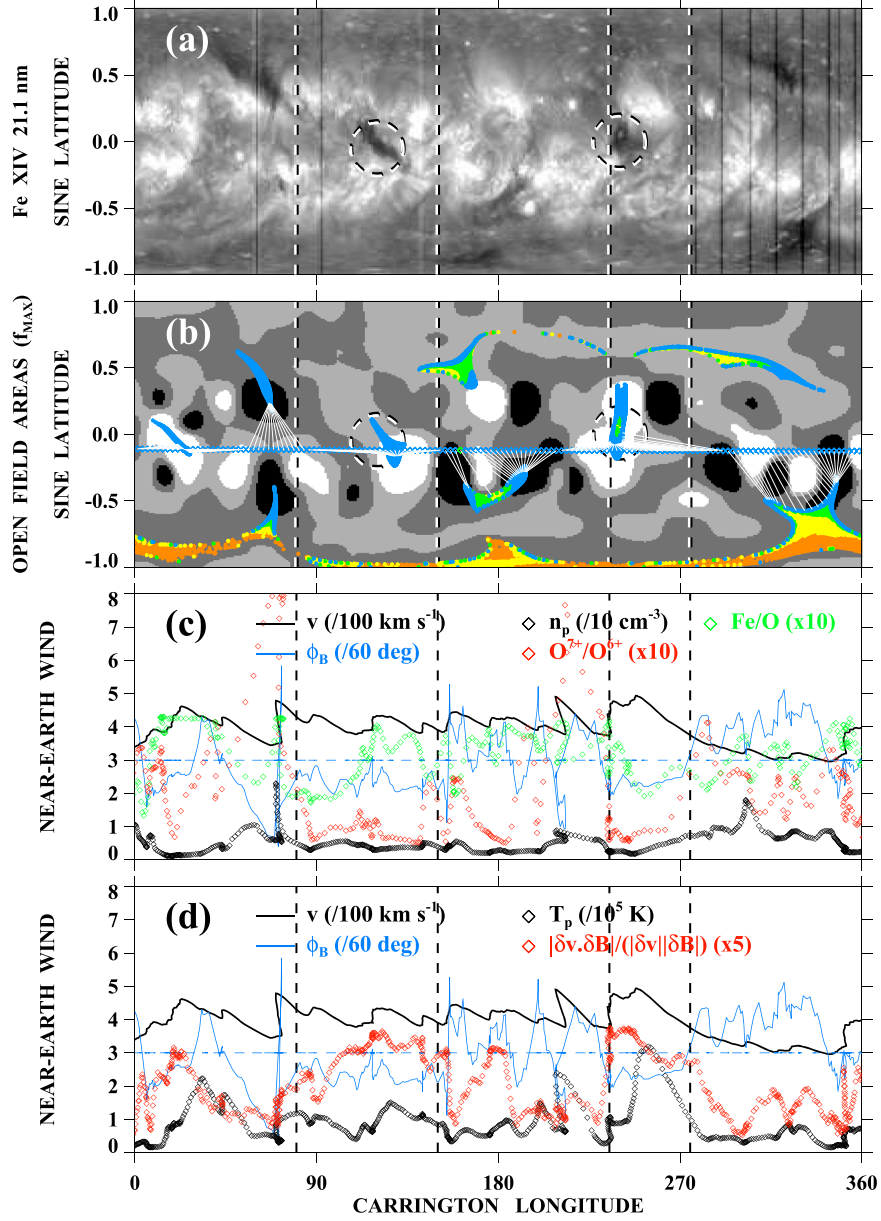 1.0
(a)
0.5
0.0
-0.5
-1.0
Fe XIV 21.1 nm
SINE LATITUDE
1.0
(b)
0.5
0.0
-0.5
-1.0
OPEN FIELD AREAS (fMAX)
SINE LATITUDE
8
7
6
5
4
3
2
1
0
NEAR-EARTH WIND
(c)
v (/100 km s-1)
np (/10 cm-3)
Fe/O (x10)
ϕB (/60 deg)
O7+/O6+ (x10)
8
7
6
5
4
3
2
1
0
NEAR-EARTH WIND
(d)
v (/100 km s-1)
Tp (/10⁵ K)
ϕB (/60 deg)
|δv.δB|/(|δv||δB|) (x5)
0 90 180 270 360
CARRINGTON LONGITUDE